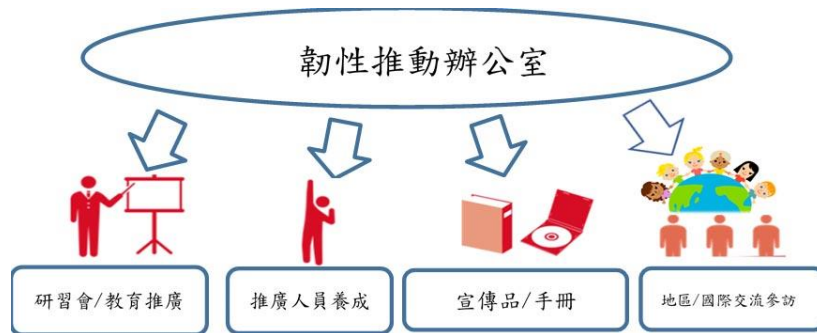 韌性推動辦公室
研習會/教育推廣
推廣人員養成
宣傳品/手冊
地區/國際交流參訪